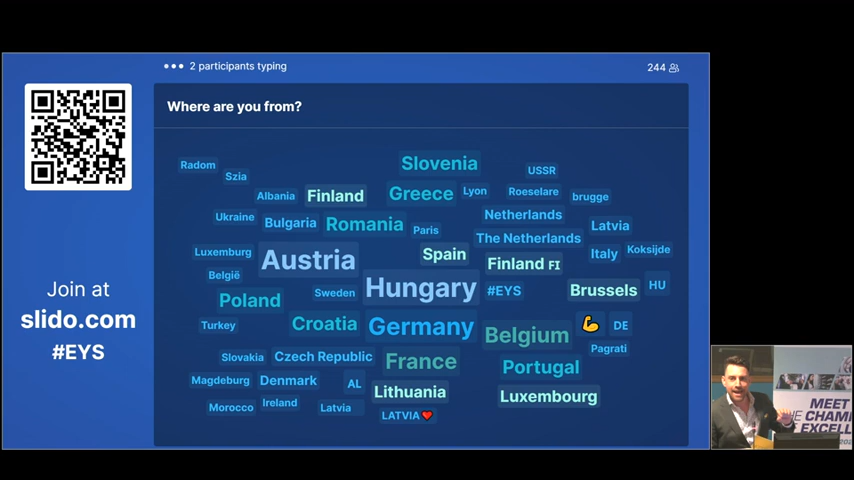 2 participants typing
244
Where are you from?
Radom
Szia
Slovenia
USSR
Albania
Finland
Greece
Lyon
Roeselare
brugge
Ukraine
Bulgaria
Romania
Paris
Netherlands
Latvia
The Netherlands
Luxemburg
Austria
Spain
Finland FI
Italy
Koksijde
België
Poland
Sweden
Hungary
#EYS
Brussels
HU
Join at
slido.com
#EYS
Turkey
Croatia
Germany
Belgium
💪
DE
Pagrati
Slovakia
Czech Republic
France
Portugal
Magdeburg
Denmark
AL
Lithuania
Luxembourg
Morocco
Ireland
Latvia
LATVIA❤️
MEET